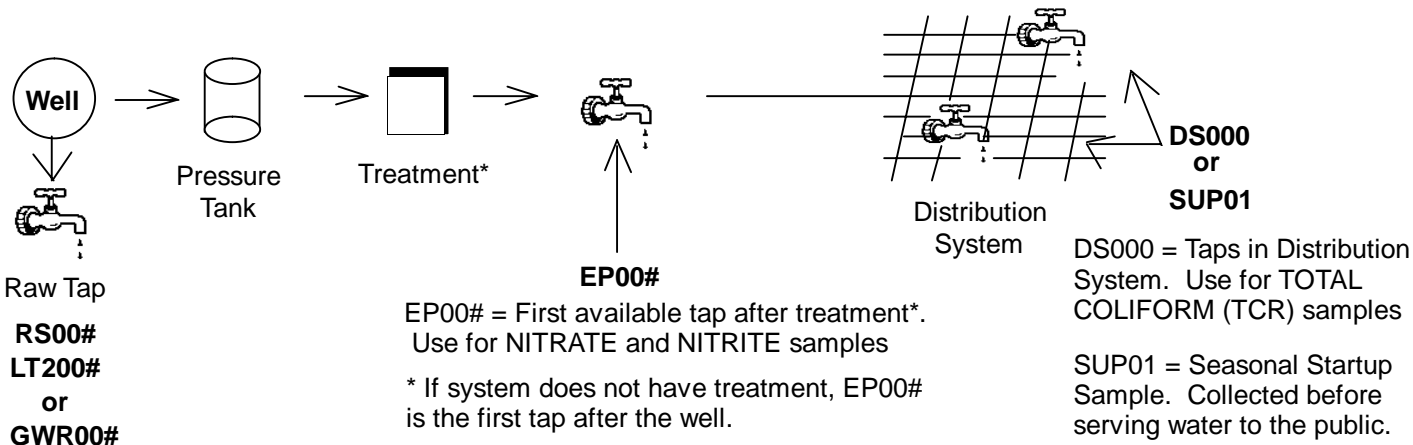 Well
Pressure
Tank
Treatment*
Raw Tap
RS00#
LT200#
or
GWR00#
EP00#
EP00# = First available tap after treatment*.
Use for NITRATE and NITRITE samples
* If system does not have treatment, EP00#
is the first tap after the well.
Distribution
System
DS000
or
SUP01
DS000 = Taps in Distribution
System. Use for TOTAL
COLIFORM (TCR) samples
SUP01 = Seasonal Startup
Sample. Collected before
serving water to the public.